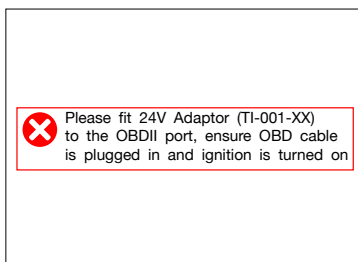 Please fit 24V Adaptor (TI-001-XX)
to the OBDII port, ensure OBD cable
is plugged in and ignition is turned on